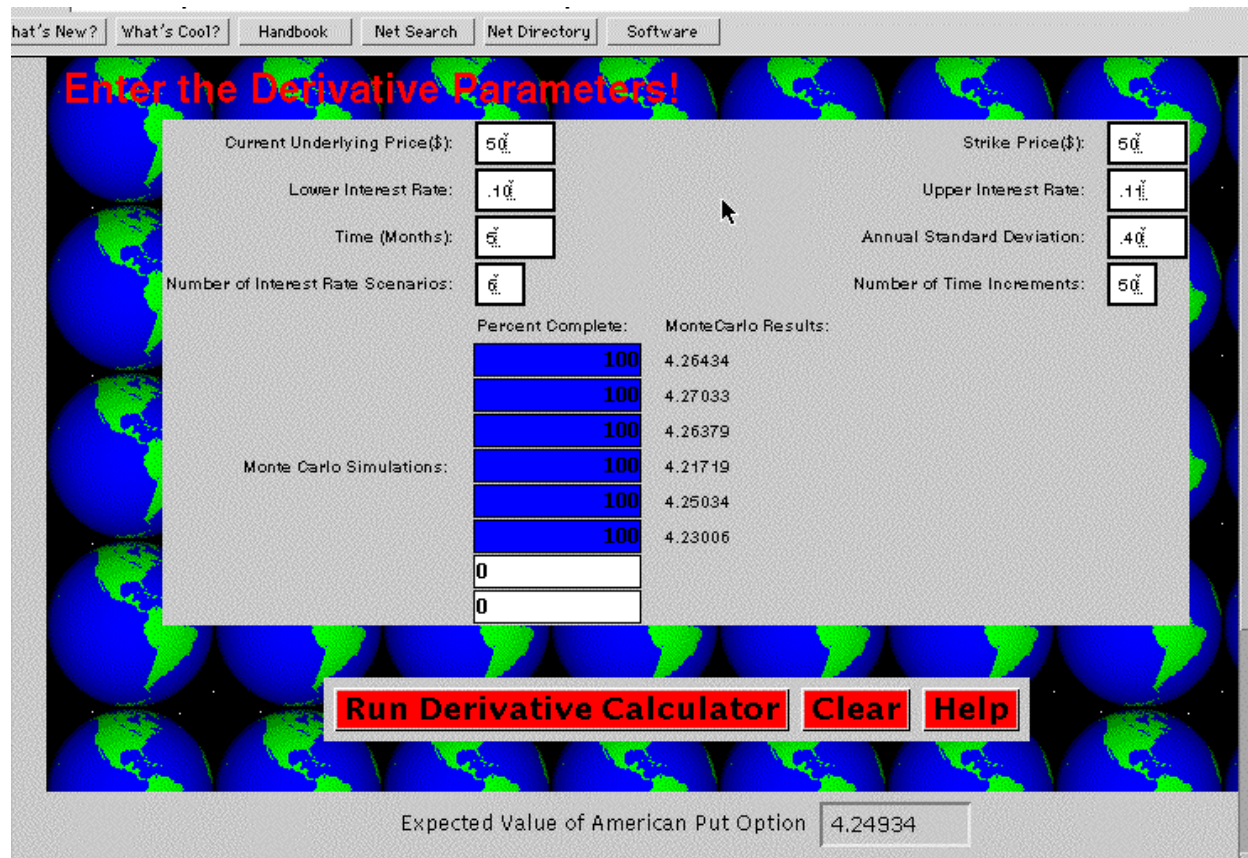 hat's New? What's Cool? Handbook Net Search Net Directory Software
Enter the Derivative Parameters!
Current Underlying Price($): 50 Strike Price($): 50
Lower Interest Rate: .10 Upper Interest Rate: .11
Time (Months): 5 Annual Standard Deviation: .40
Number of Interest Rate Scenarios: 6 Number of Time Increments: 50
Percent Complete: MonteCarlo Results:
100 4.26434
100 4.27033
100 4.26379
Monte Carlo Simulations: 100 4.21719
100 4.25034
100 4.23006
0
0
Run Derivative Calculator Clear Help
Expected Value of American Put Option 4.24934